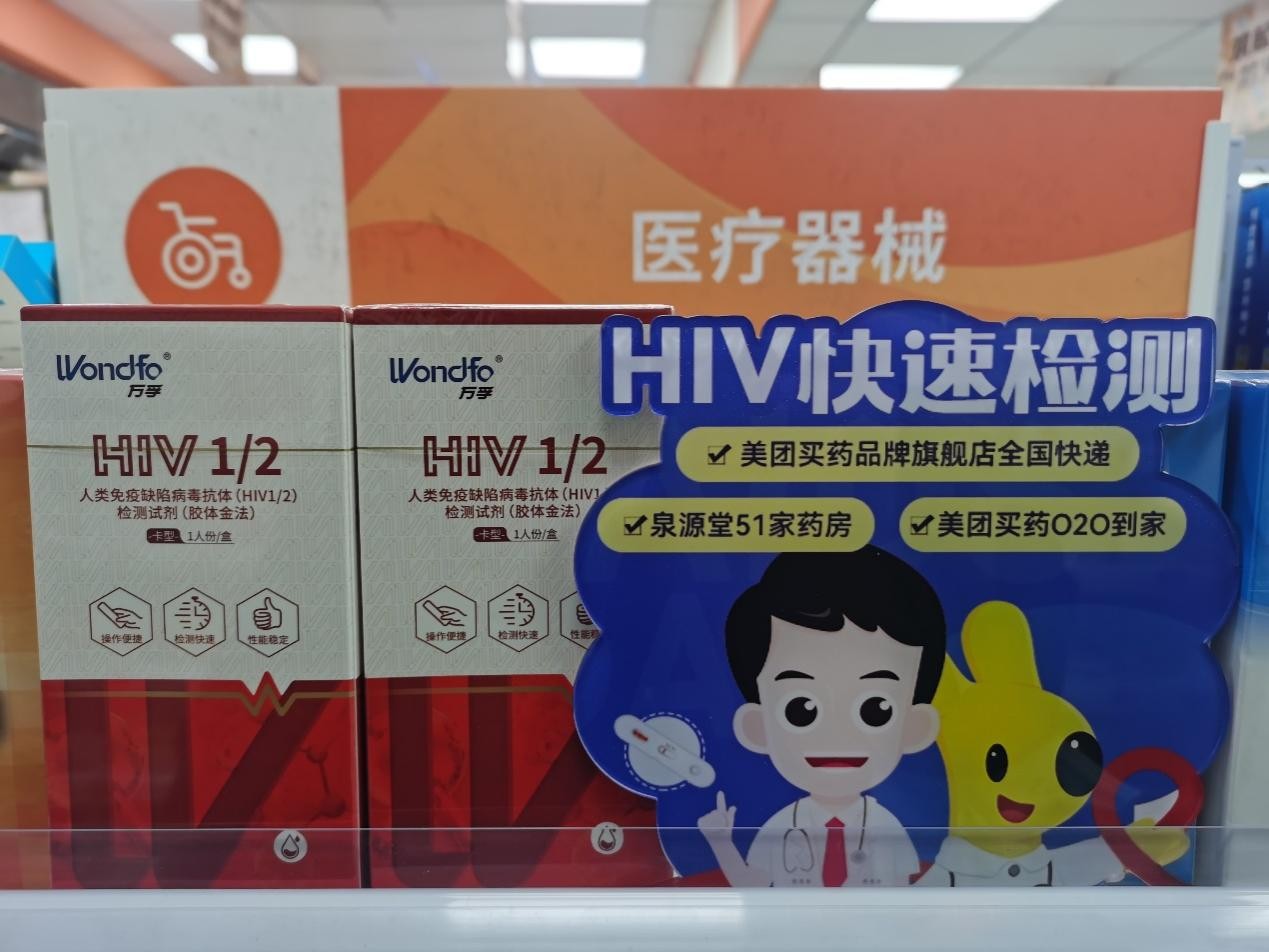 医疗器械
Wondfo®
万孚
HIV 1/2
人类免疫缺陷病毒抗体（HIV1/2）
检测试剂（胶体金法）
卡型 1人份/盒
操作便捷
检测快速
性能稳定
Wondfo®
万孚
HIV 1/2
人类免疫缺陷病毒抗体（HIV1
检测试剂（胶体金法）
卡型 1人份/盒
操作便捷
检测快速
性能稳
HIV快速检测
美团买药品牌旗舰店全国快递
泉源堂51家药房
美团买药O2O到家